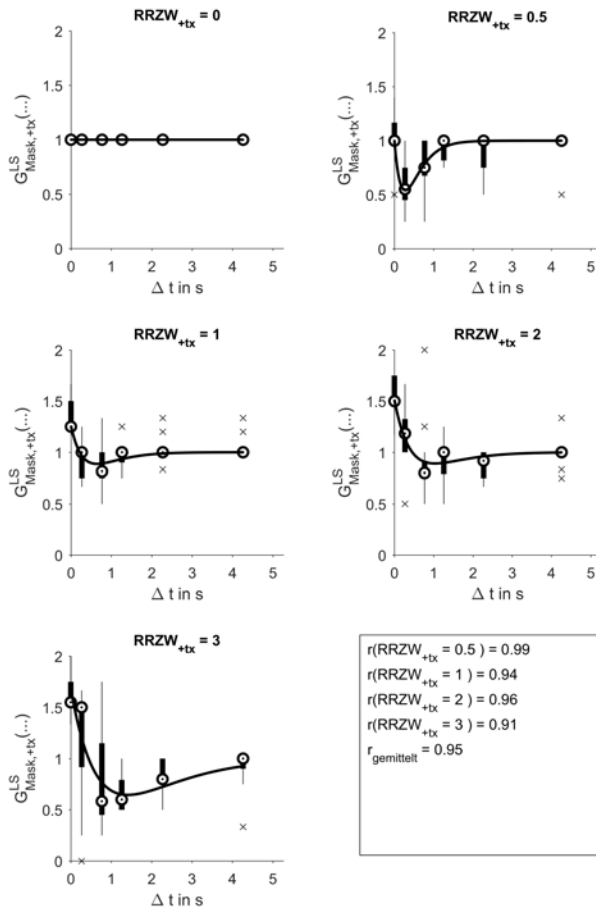 RRZW+tx = 0
G^LS_Mask,+tx(...)
2
1.5
1
0.5
0
0 1 2 3 4 5
Δ t in s
RRZW+tx = 0.5
G^LS_Mask,+tx(...)
2
1.5
1
0.5
0
0 1 2 3 4 5
Δ t in s
RRZW+tx = 1
G^LS_Mask,+tx(...)
2
1.5
1
0.5
0
0 1 2 3 4 5
Δ t in s
RRZW+tx = 2
G^LS_Mask,+tx(...)
2
1.5
1
0.5
0
0 1 2 3 4 5
Δ t in s
RRZW+tx = 3
G^LS_Mask,+tx(...)
2
1.5
1
0.5
0
0 1 2 3 4 5
Δ t in s
r(RRZW+tx = 0.5 ) = 0.99
r(RRZW+tx = 1 ) = 0.94
r(RRZW+tx = 2 ) = 0.96
r(RRZW+tx = 3 ) = 0.91
rgemittelt = 0.95